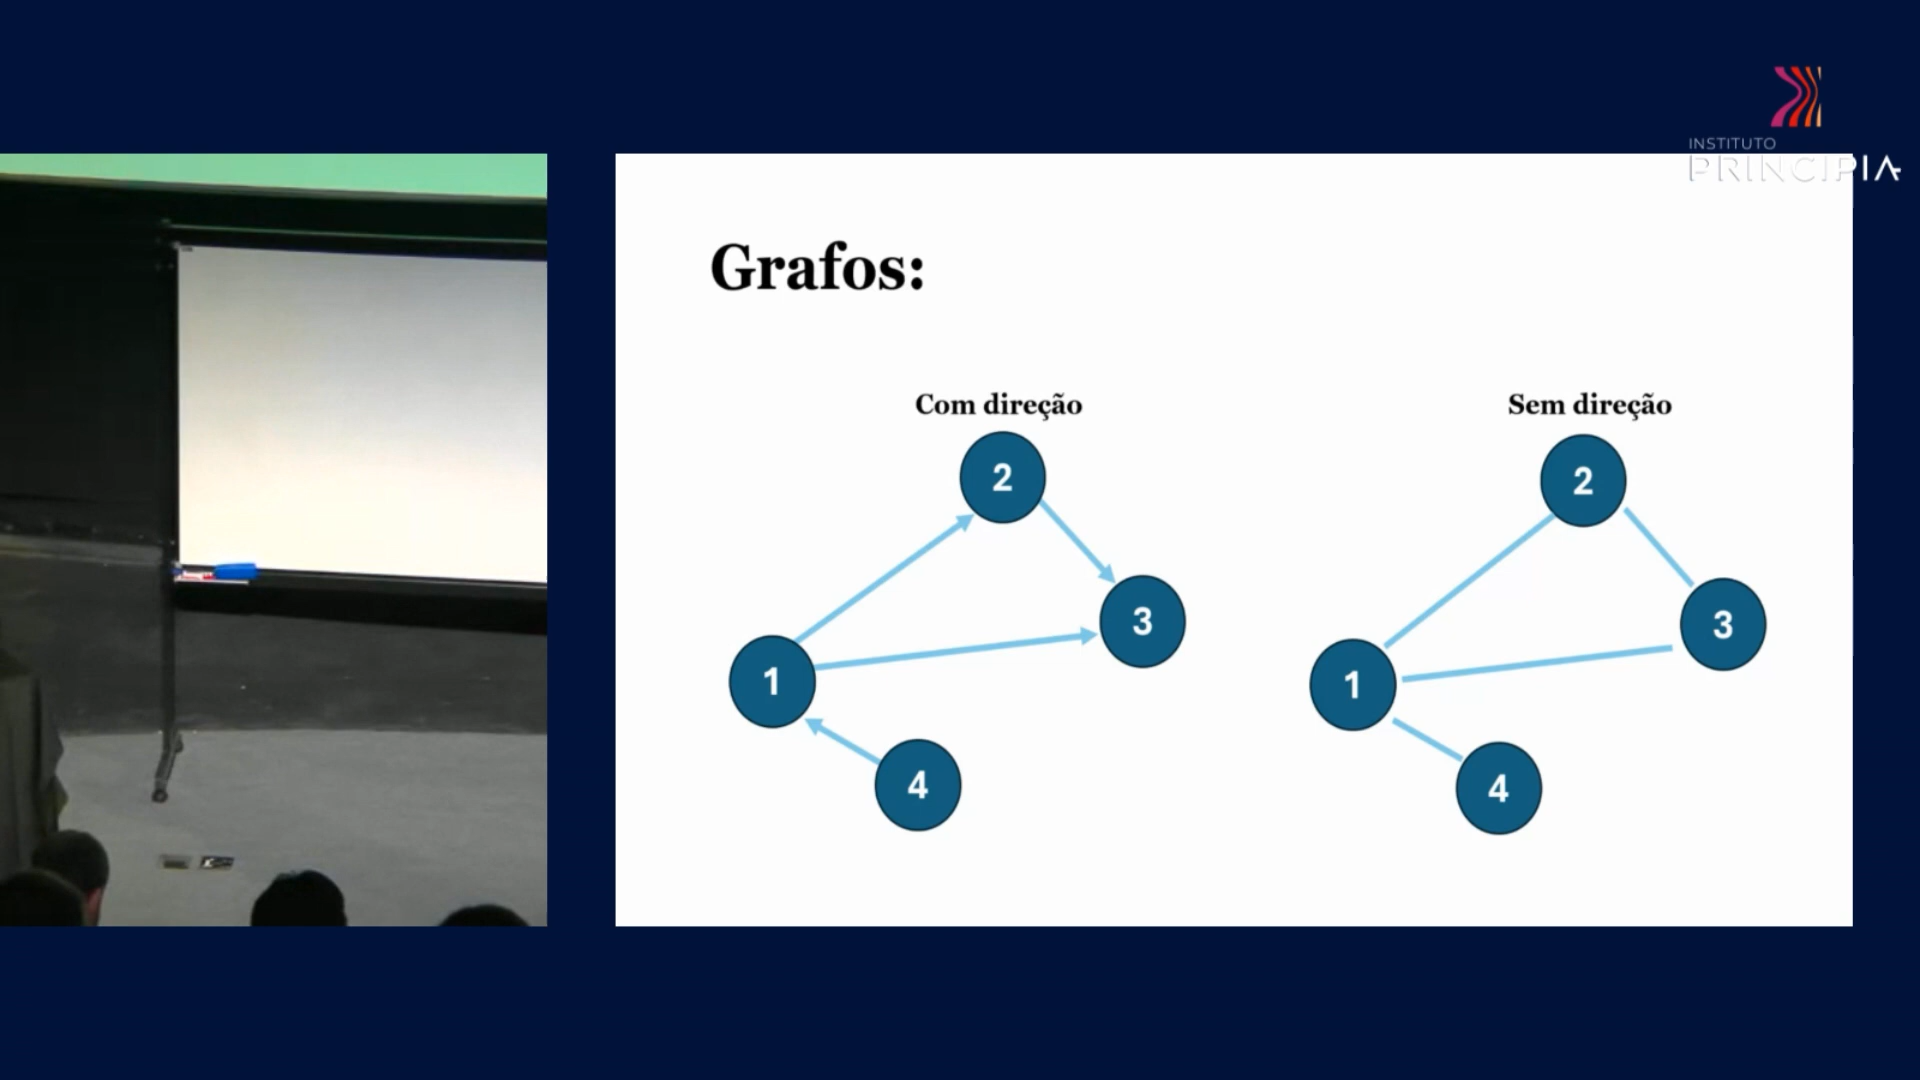 INSTITUTO
PRINCIPIA
Grafos:
Com direção
Sem direção
2
3
1
4
2
3
1
4